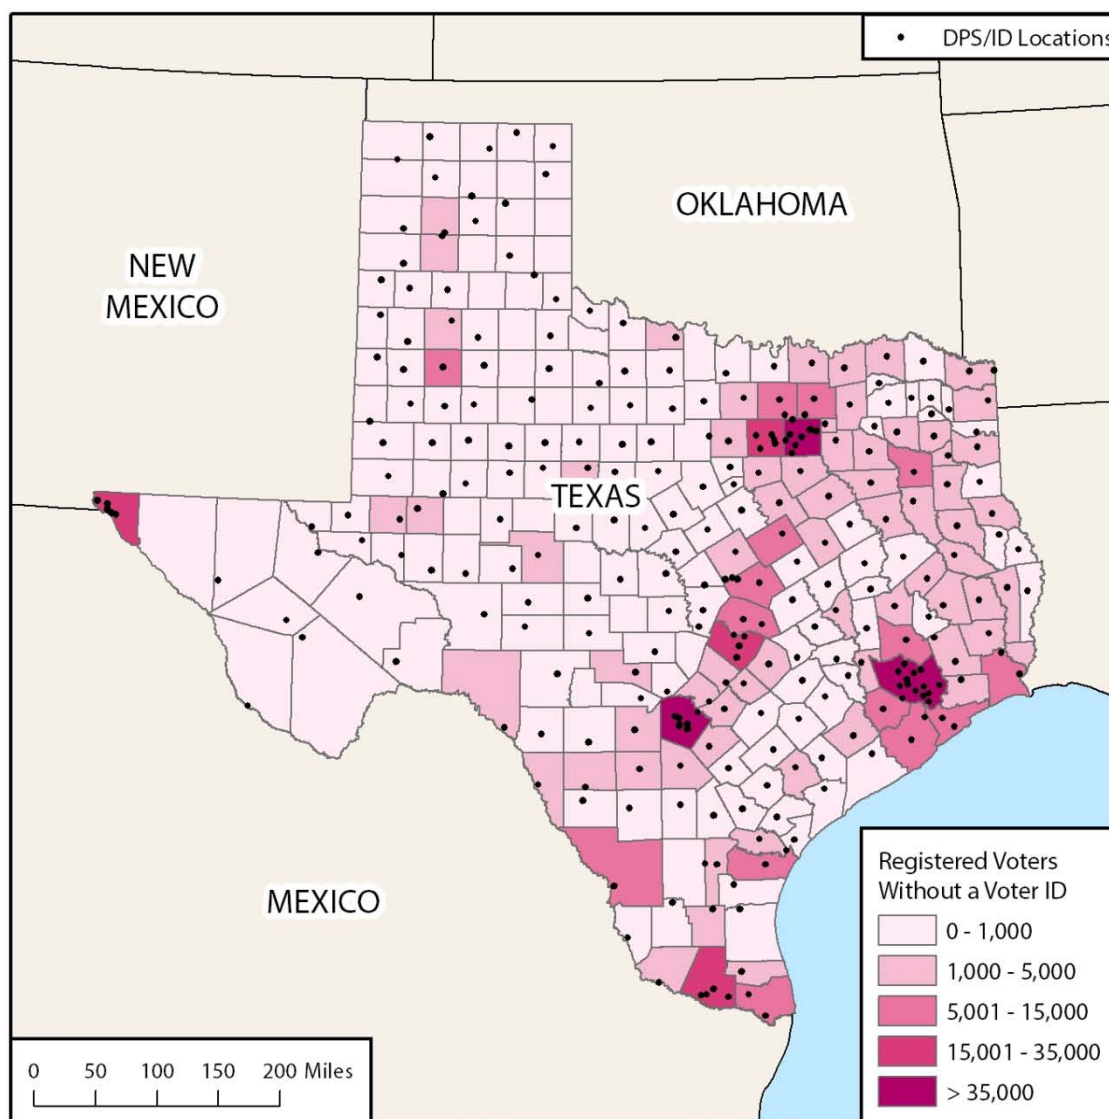 DPS/ID Locations
OKLAHOMA
NEW
MEXICO
TEXAS
MEXICO
Registered Voters
Without a Voter ID
0 - 1,000
1,000 - 5,000
5,001 - 15,000
15,001 - 35,000
> 35,000
0 50 100 150 200 Miles